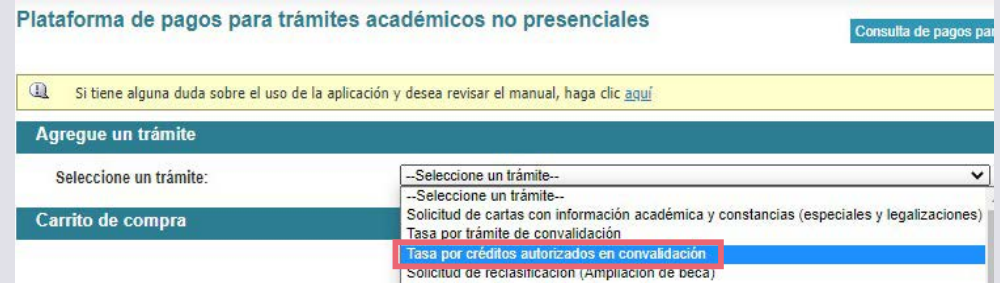 Plataforma de pagos para trámites académicos no presenciales
Consulta de pagos par
Si tiene alguna duda sobre el uso de la aplicación y desea revisar el manual, haga clic aquí
Agregue un trámite
Seleccione un trámite:
--Seleccione un trámite--
--Seleccione un trámite--
Solicitud de cartas con información académica y constancias (especiales y legalizaciones)
Carrito de compra
Tasa por trámite de convalidación
Tasa por créditos autorizados en convalidación
Solicitud de reclasificación (Ampliación de beca)